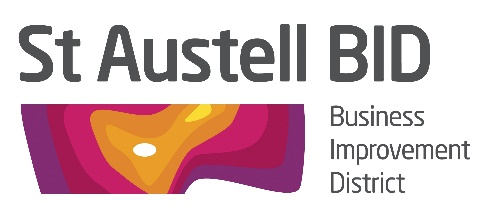 St Austell BID
Business
Improvement
District